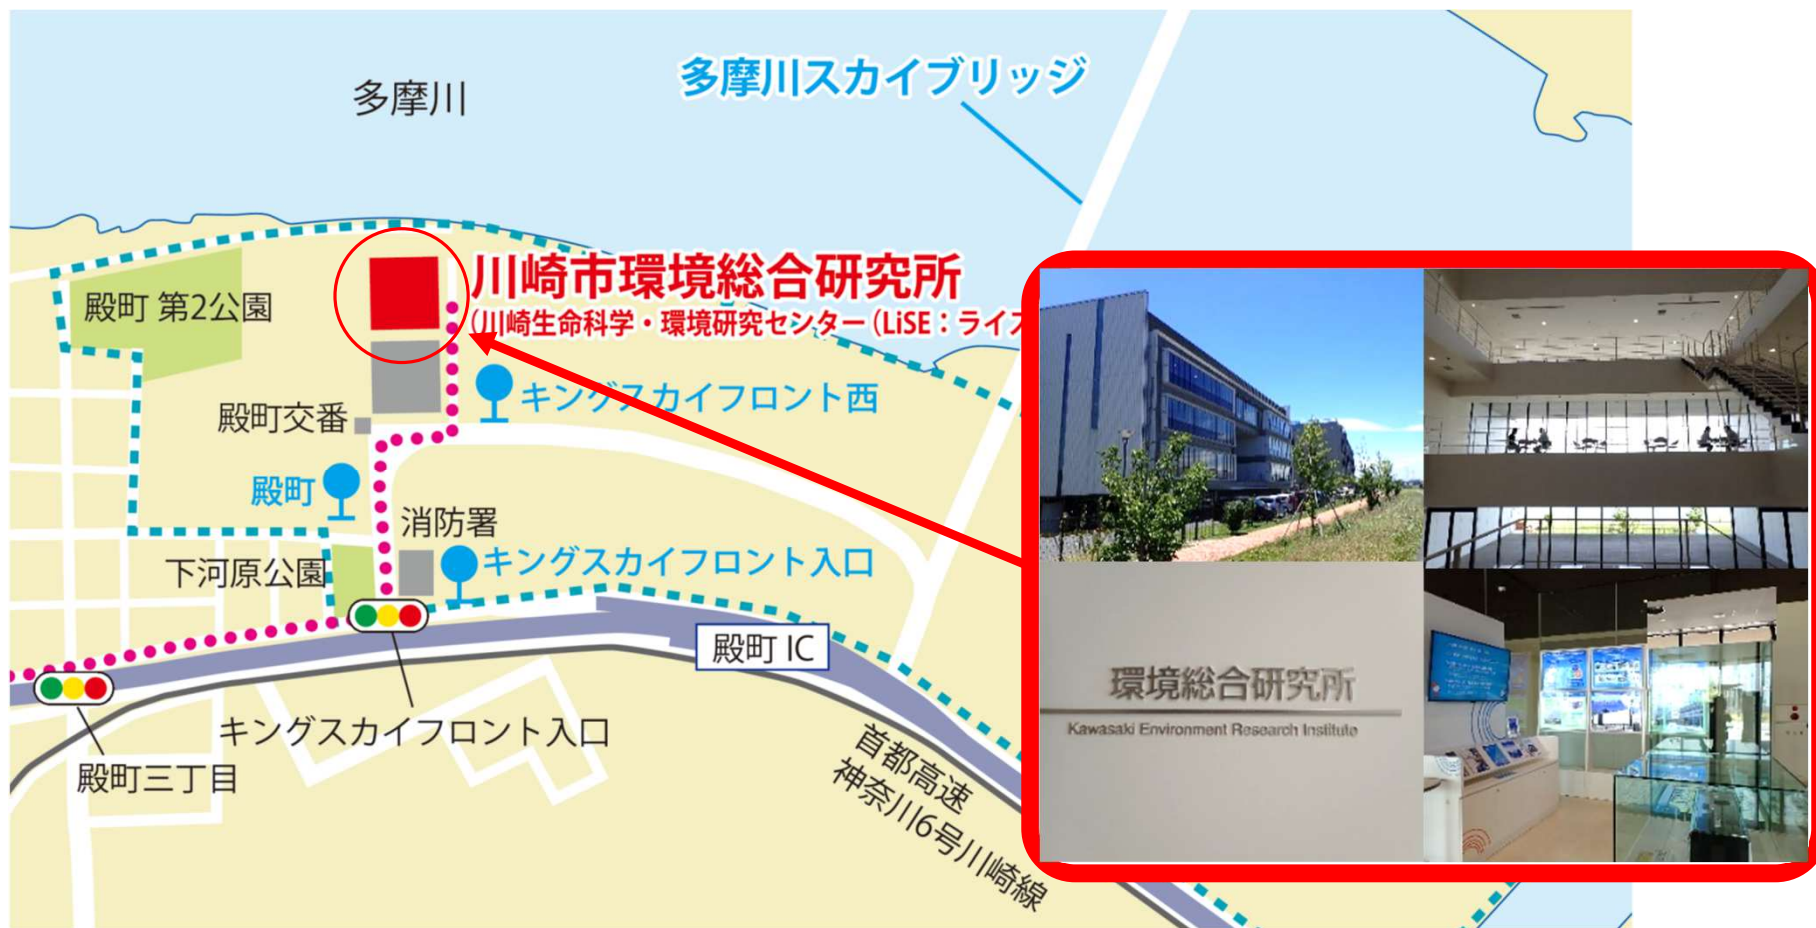 多摩川
多摩川スカイブリッジ
川崎市環境総合研究所
(川崎生命科学・環境研究センター(LiSE:ライ
殿町 第2公園
キングスカイフロント西
殿町交番
殿町
消防署
キングスカイフロント入口
下河原公園
殿町 IC
キングスカイフロント入口
殿町三丁目
首都高速
神奈川6号川崎線
環境総合研究所
Kawasaki Environment Research Institute